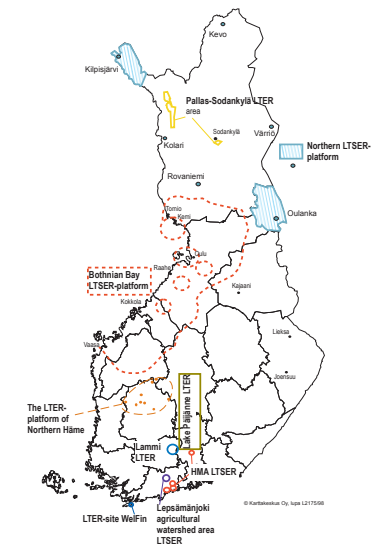 Kevo
Kilpisjärvi
Pallas-Sodankylä LTER
area
Sodankylä
Värriö
Kolari
Northern LTSER-
platform
Rovaniemi
Tornio
Kemi
Oulanka
Oulu
Raahe
Bothnian Bay
LTSER-platform
Kajaani
Kokkola
Lieksa
Vaasa
Joensuu
Lake Päijänne LTER
The LTER-
platform of
Northern Häme
Lammi
LTER
HMA LTSER
© Karttakeskus Oy, lupa L2175/98
Lepsämänjoki
agricultural
watershed area
LTSER
LTER-site WelFin